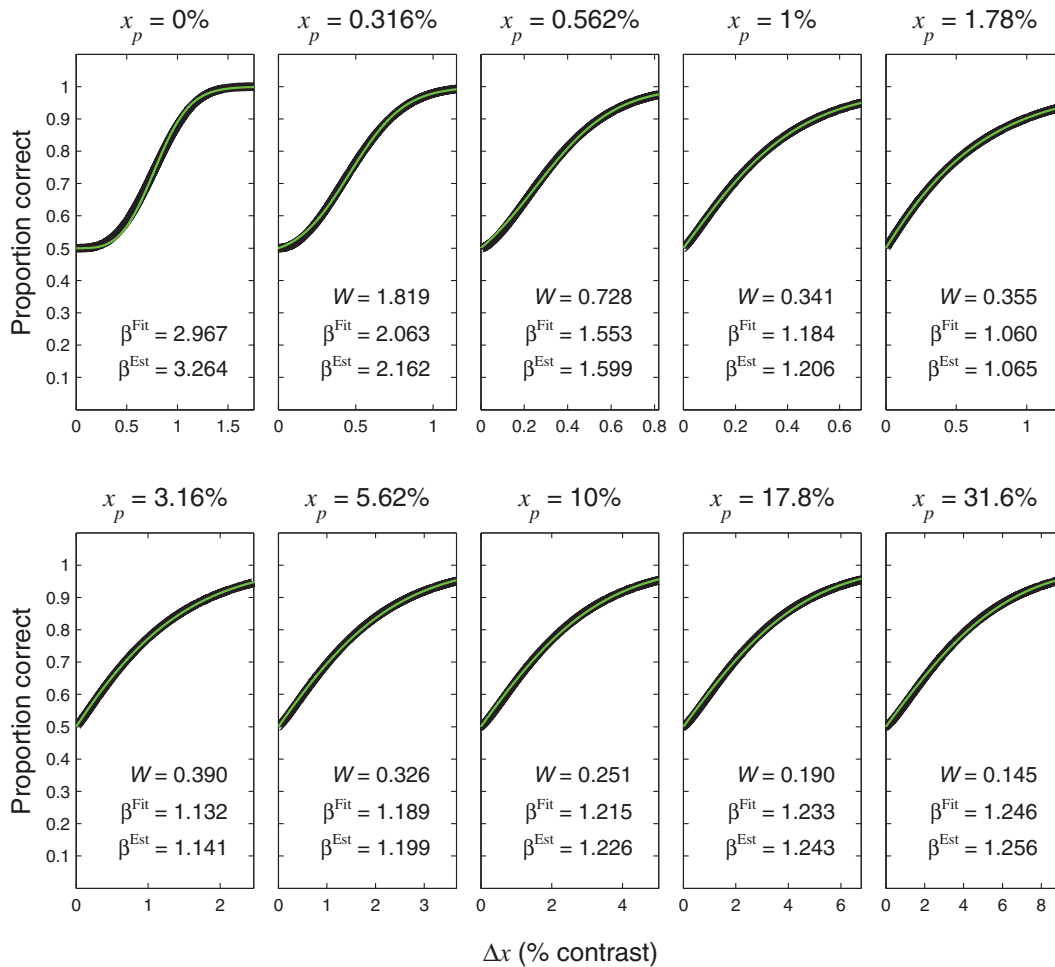 x_p = 0% x_p = 0.316% x_p = 0.562% x_p = 1% x_p = 1.78%
Proportion correct
1
0.9
0.8
0.7
0.6
0.5
0.4
0.3
0.2
0.1
β^Fit = 2.967
β^Est = 3.264
0 0.5 1 1.5
W = 1.819
β^Fit = 2.063
β^Est = 2.162
0 1
W = 0.728
β^Fit = 1.553
β^Est = 1.599
0 0.2 0.4 0.6 0.8
W = 0.341
β^Fit = 1.184
β^Est = 1.206
0 0.2 0.4 0.6
W = 0.355
β^Fit = 1.060
β^Est = 1.065
0 0.5 1
x_p = 3.16% x_p = 5.62% x_p = 10% x_p = 17.8% x_p = 31.6%
Proportion correct
1
0.9
0.8
0.7
0.6
0.5
0.4
0.3
0.2
0.1
W = 0.390
β^Fit = 1.132
β^Est = 1.141
0 1 2
W = 0.326
β^Fit = 1.189
β^Est = 1.199
0 1 2 3
W = 0.251
β^Fit = 1.215
β^Est = 1.226
0 2 4
W = 0.190
β^Fit = 1.233
β^Est = 1.243
0 2 4 6
W = 0.145
β^Fit = 1.246
β^Est = 1.256
0 2 4 6 8
Δx (% contrast)